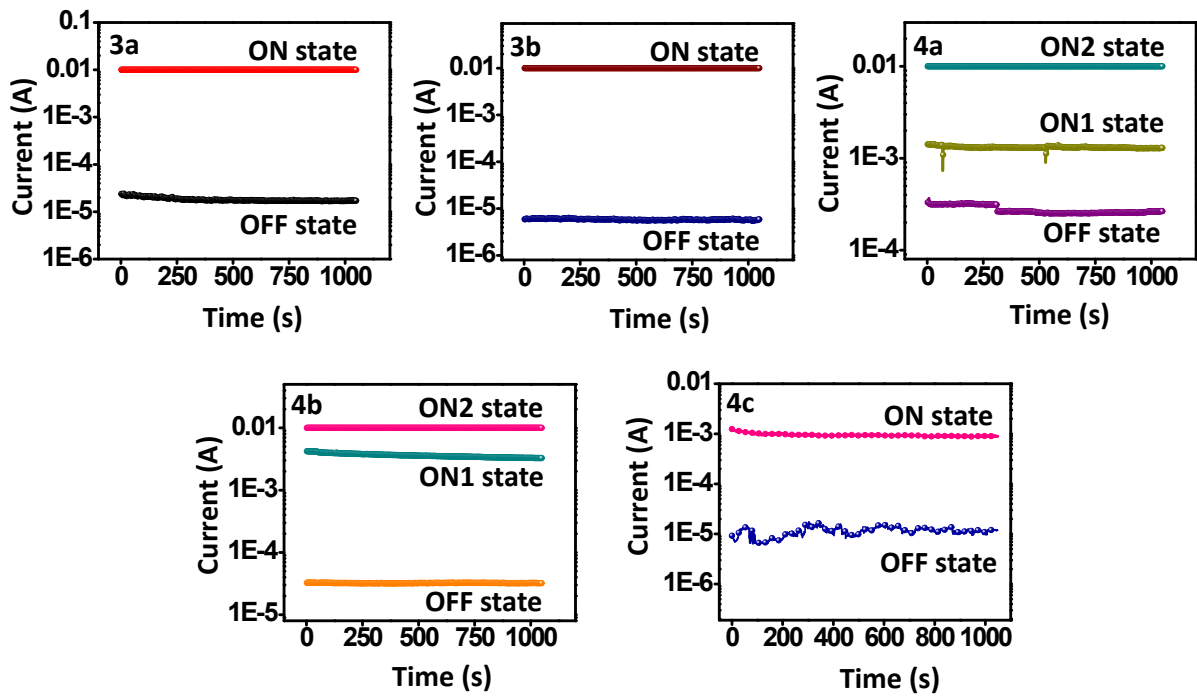 3a
ON state
OFF state
Current (A)
0.1
0.01
1E-3
1E-4
1E-5
1E-6
0 250 500 750 1000
Time (s)
3b
ON state
OFF state
Current (A)
0.01
1E-3
1E-4
1E-5
1E-6
0 250 500 750 1000
Time (s)
4a
ON2 state
ON1 state
OFF state
Current (A)
0.01
1E-3
1E-4
0 250 500 750 1000
Time (s)
4b
ON2 state
ON1 state
OFF state
Current (A)
0.01
1E-3
1E-4
1E-5
0 250 500 750 1000
Time (s)
4c
ON state
OFF state
Current (A)
0.01
1E-3
1E-4
1E-5
1E-6
0 200 400 600 800 1000
Time (s)